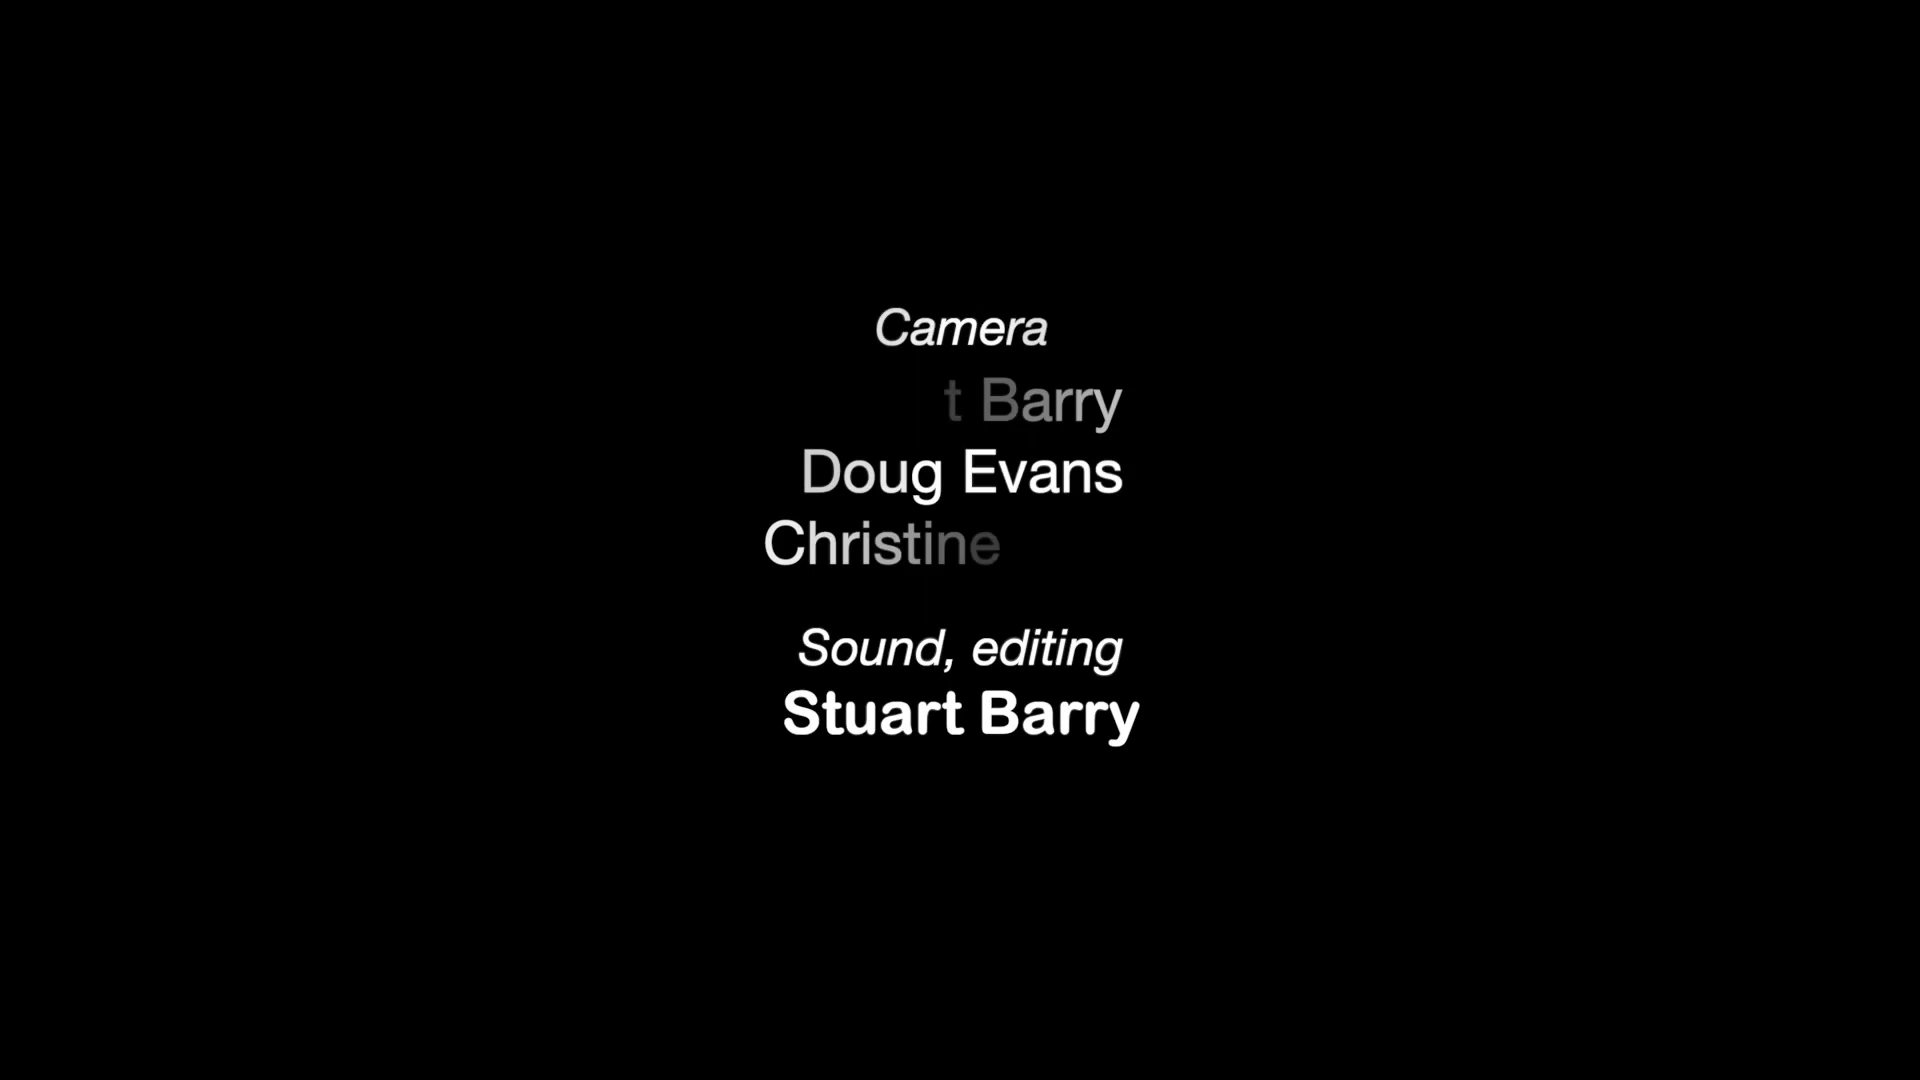 Camera
t Barry
Doug Evans
Christine
Sound, editing
Stuart Barry